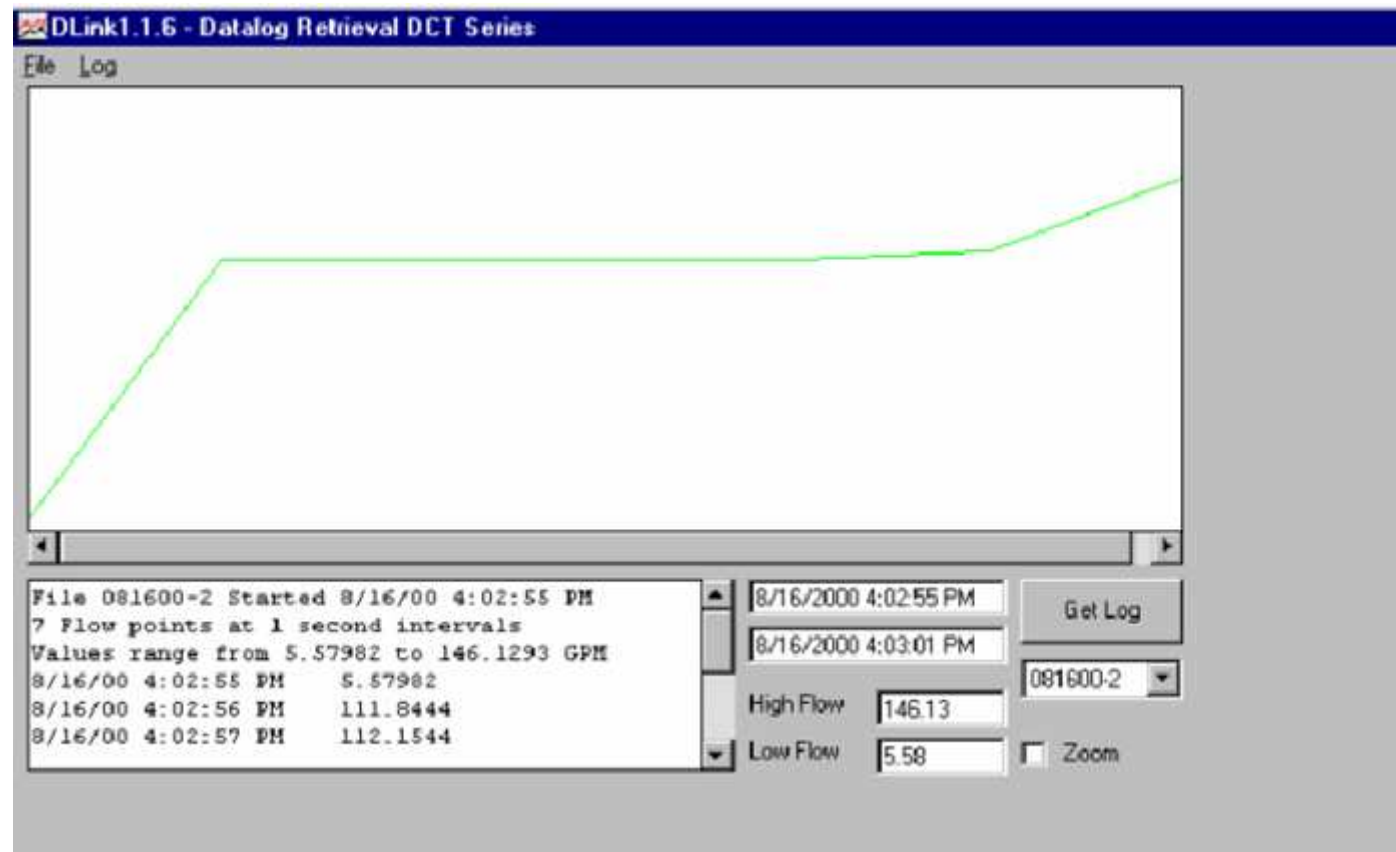 DLink1.1.6 - Datalog Retrieval DCT Series
File Log
File 081600-2 Started 8/16/00 4:02:55 PM
7 Flow points at 1 second intervals
Values range from 5.57982 to 146.1293 GPM
8/16/00 4:02:55 PM 5.57982
8/16/00 4:02:56 PM 111.8444
8/16/00 4:02:57 PM 112.1544
8/16/2000 4:02:55 PM
8/16/2000 4:03:01 PM
High Flow 146.13
Low Flow 5.58
Get Log
081600-2
Zoom